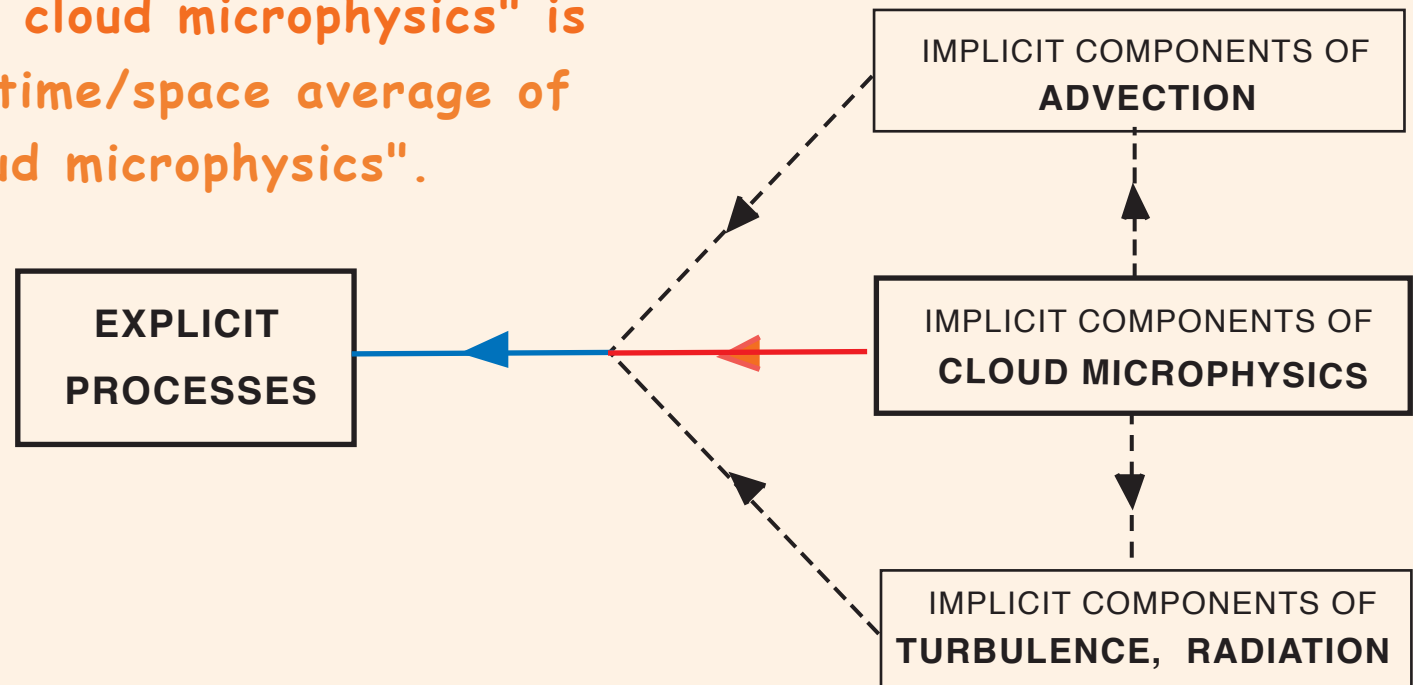 cloud microphysics" is
time/space average of
ud microphysics".
IMPLICIT COMPONENTS OF
ADVECTION
EXPLICIT
PROCESSES
IMPLICIT COMPONENTS OF
CLOUD MICROPHYSICS
IMPLICIT COMPONENTS OF
TURBULENCE, RADIATION